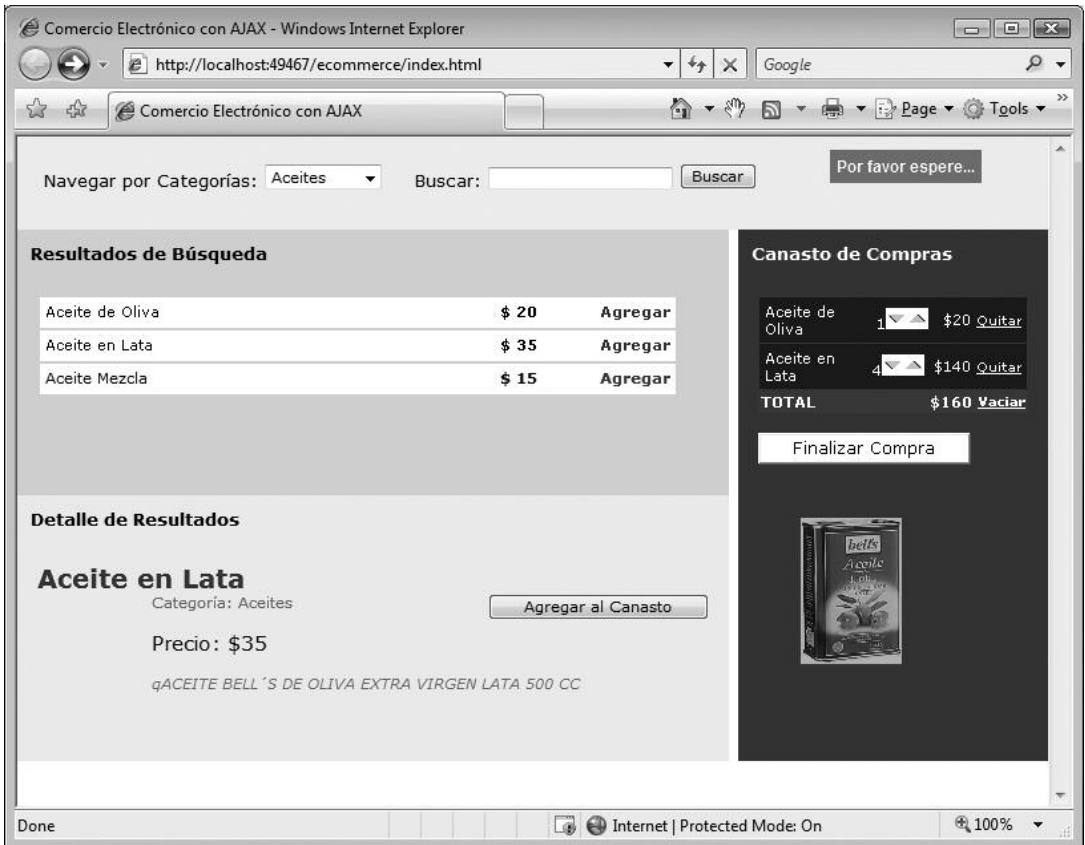 Comercio Electrónico con AJAX - Windows Internet Explorer
http://localhost:49467/ecommerce/index.html
Google
Comercio Electrónico con AJAX
Page
Tools
Navegar por Categorías: Aceites Buscar: Buscar
Por favor espere...
Resultados de Búsqueda
Aceite de Oliva $ 20 Agregar
Aceite en Lata $ 35 Agregar
Aceite Mezcla $ 15 Agregar
Detalle de Resultados
Aceite en Lata
Categoría: Aceites
Agregar al Canasto
Precio: $35
qACEITE BELL´S DE OLIVA EXTRA VIRGEN LATA 500 CC
Canasto de Compras
Aceite de
Oliva 1 $20 Quitar
Aceite en
Lata 4 $140 Quitar
TOTAL $160 Vaciar
Finalizar Compra
bell's
Aceite
Done
Internet | Protected Mode: On
100%